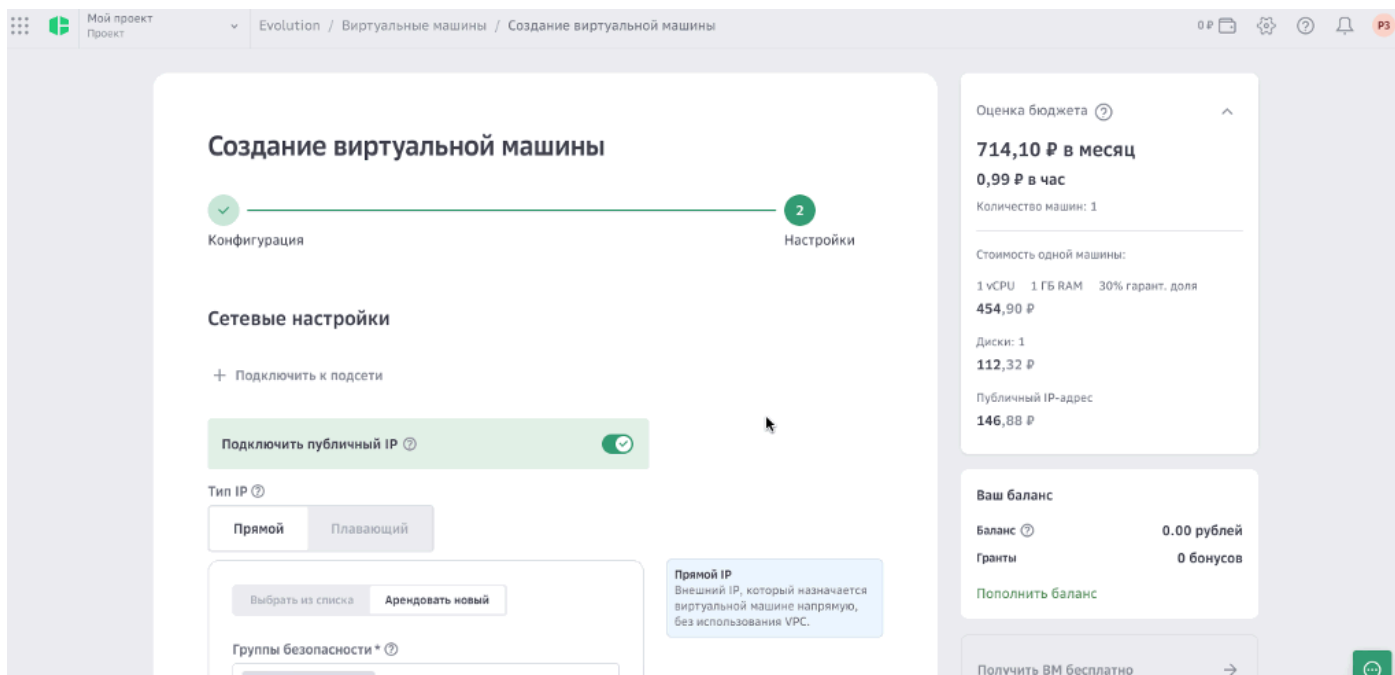 Мой проект
Проект
Evolution / Виртуальные машины / Создание виртуальной машины
0 ₽
РЗ
Создание виртуальной машины
2
Конфигурация
Настройки
Сетевые настройки
+ Подключить к подсети
Подключить публичный IP
Тип IP
Прямой
Плавающий
Выбрать из списка
Арендовать новый
Группы безопасности *
Прямой IP
Внешний IP, который назначается
виртуальной машине напрямую,
без использования VPC.
Оценка бюджета
714,10 ₽ в месяц
0,99 ₽ в час
Количество машин: 1
Стоимость одной машины:
1 vCPU 1 ГБ RAM 30% гарант. доля
454,90 ₽
Диски: 1
112,32 ₽
Публичный IP-адрес
146,88 ₽
Ваш баланс
Баланс 0.00 рублей
Гранты 0 бонусов
Пополнить баланс
Получить ВМ бесплатно